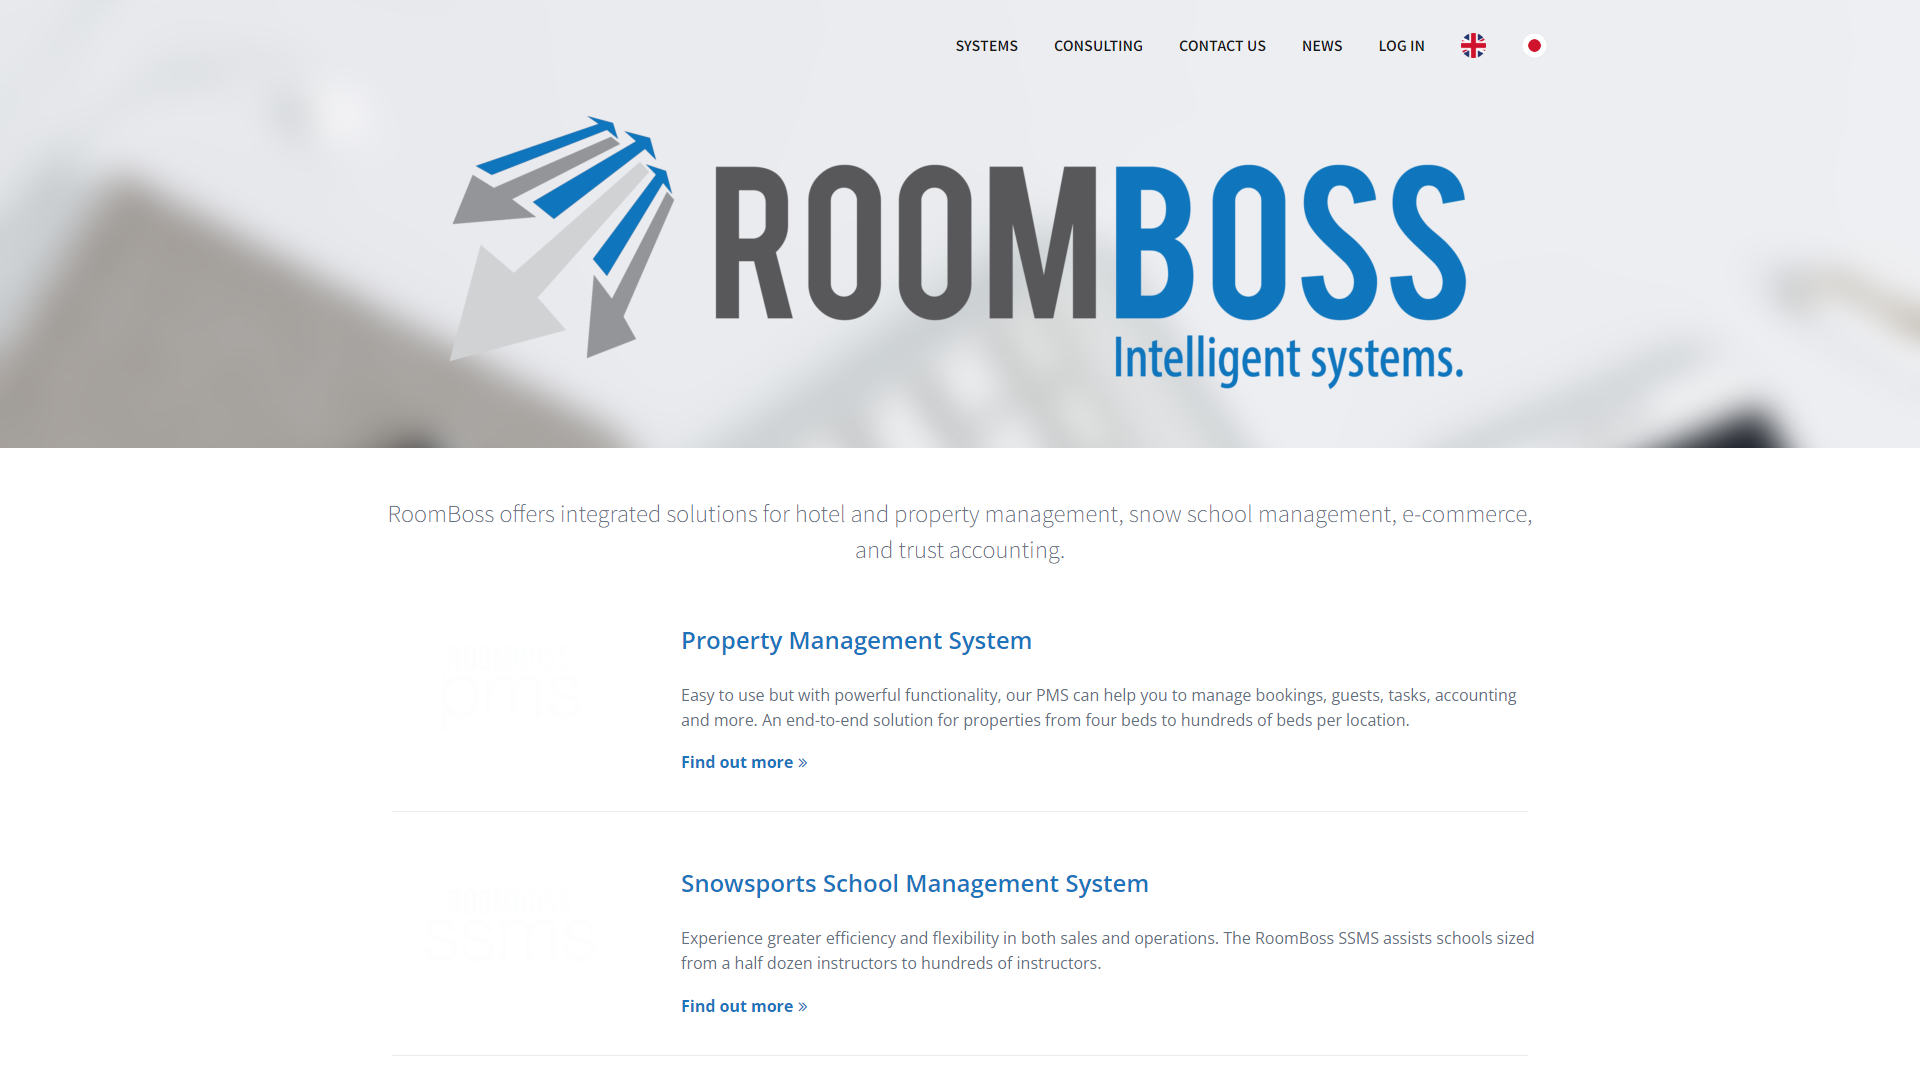 SYSTEMS CONSULTING CONTACT US NEWS LOG IN
ROOMBOSS
Intelligent systems.
RoomBoss offers integrated solutions for hotel and property management, snow school management, e-commerce,
and trust accounting.
Property Management System
pms
Easy to use but with powerful functionality, our PMS can help you to manage bookings, guests, tasks, accounting
and more. An end-to-end solution for properties from four beds to hundreds of beds per location.
Find out more »
Snowsports School Management System
ssms
Experience greater efficiency and flexibility in both sales and operations. The RoomBoss SSMS assists schools sized
from a half dozen instructors to hundreds of instructors.
Find out more »